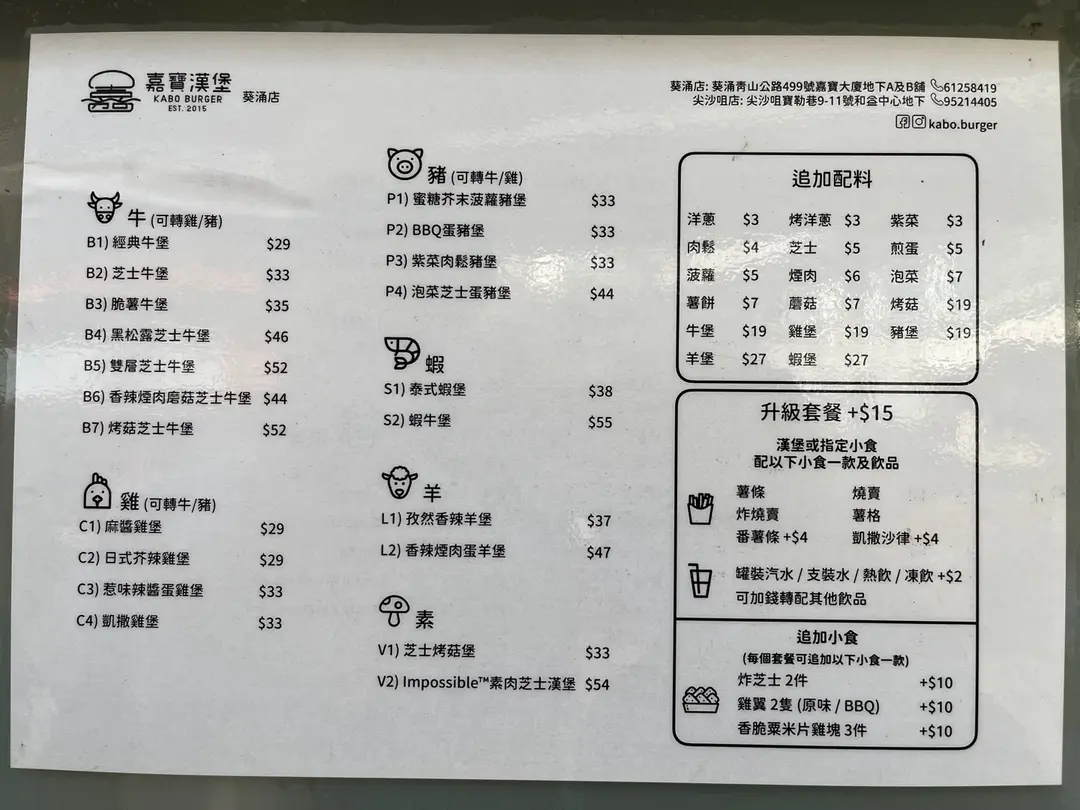 嘉寶漢堡
KABO BURGER
EST. 2015
葵涌店
葵涌店: 葵涌青山公路499號嘉寶大廈地下A及B舖 61258419
尖沙咀店: 尖沙咀寶勒巷9-11號和益中心地下 95214405
kabo.burger
牛 (可轉雞/豬)
B1) 經典牛堡 $29
B2) 芝士牛堡 $33
B3) 脆薯牛堡 $35
B4) 黑松露芝士牛堡 $46
B5) 雙層芝士牛堡 $52
B6) 香辣煙肉磨菇芝士牛堡 $44
B7) 烤菇芝士牛堡 $52
雞 (可轉牛/豬)
C1) 麻醬雞堡 $29
C2) 日式芥辣雞堡 $29
C3) 惹味辣醬蛋雞堡 $33
C4) 凱撒雞堡 $33
豬 (可轉牛/雞)
P1) 蜜糖芥末菠蘿豬堡 $33
P2) BBQ蛋豬堡 $33
P3) 紫菜肉鬆豬堡 $33
P4) 泡菜芝士蛋豬堡 $44
蝦
S1) 泰式蝦堡 $38
S2) 蝦牛堡 $55
羊
L1) 孜然香辣羊堡 $37
L2) 香辣煙肉蛋羊堡 $47
素
V1) 芝士烤菇堡 $33
V2) Impossible™素肉芝士漢堡 $54
追加配料
洋蔥 $3 烤洋蔥 $3 紫菜 $3
肉鬆 $4 芝士 $5 煎蛋 $5
菠蘿 $5 煙肉 $6 泡菜 $7
薯餅 $7 蘑菇 $7 烤菇 $19
牛堡 $19 雞堡 $19 豬堡 $19
羊堡 $27 蝦堡 $27
升級套餐 +$15
漢堡或指定小食
配以下小食一款及飲品
薯條 燒賣
炸燒賣 薯格
番薯條 +$4 凱撒沙律 +$4
罐裝汽水 / 支裝水 / 熱飲 / 凍飲 +$2
可加錢轉配其他飲品
追加小食
(每個套餐可追加以下小食一款)
炸芝士 2件 +$10
雞翼 2隻 (原味 / BBQ) +$10
香脆粟米片雞塊 3件 +$10